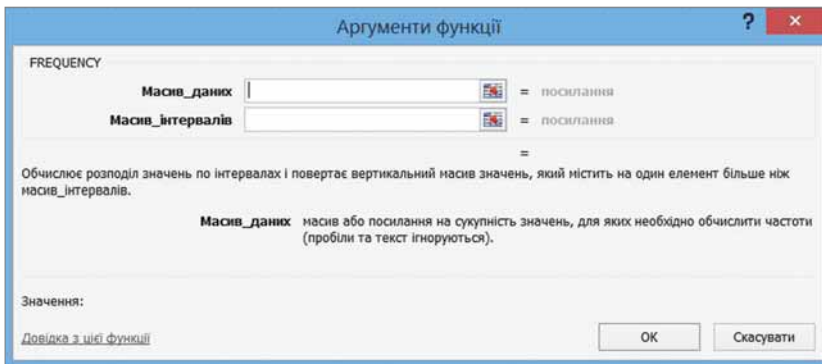 Аргументи функції ? ×
FREQUENCY
Масив_даних = посилання
Масив_інтервалів = посилання
=
Обчислює розподіл значень по інтервалах і повертає вертикальний масив значень, який містить на один елемент більше ніж
масив_інтервалів.
Масив_даних масив або посилання на сукупність значень, для яких необхідно обчислити частоти
(пробіли та текст ігноруються).
Значення:
Довідка з цієї функції ОК Скасувати